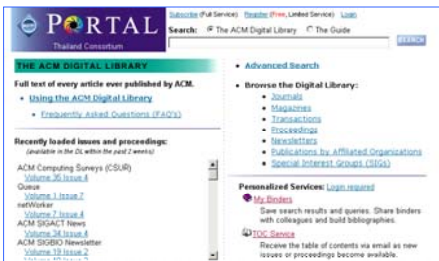 PORTAL
Thailand Consortium
Subscribe (Full Service) Register (Free, Limited Service) Login
Search: The ACM Digital Library The Guide
SEARCH
THE ACM DIGITAL LIBRARY
Full text of every article ever published by ACM.
Using the ACM Digital Library
Frequently Asked Questions (FAQ's)
Recently loaded issues and proceedings:
(available in the DL within the past 2 weeks)
ACM Computing Surveys (CSUR)
Volume 35 Issue 4
Queue
Volume 1 Issue 7
netWorker
Volume 7 Issue 4
ACM SIGACT News
Volume 34 Issue 4
ACM SIGBIO Newsletter
Volume 19 Issue 2
Advanced Search
Browse the Digital Library:
Journals
Magazines
Transactions
Proceedings
Newsletters
Publications by Affiliated Organizations
Special Interest Groups (SIGs)
Personalized Services: Login required
My Binders
Save search results and queries. Share binders
with colleagues and build bibliographies.
TOC Service
Receive the table of contents via email as new
issues or proceedings become available.